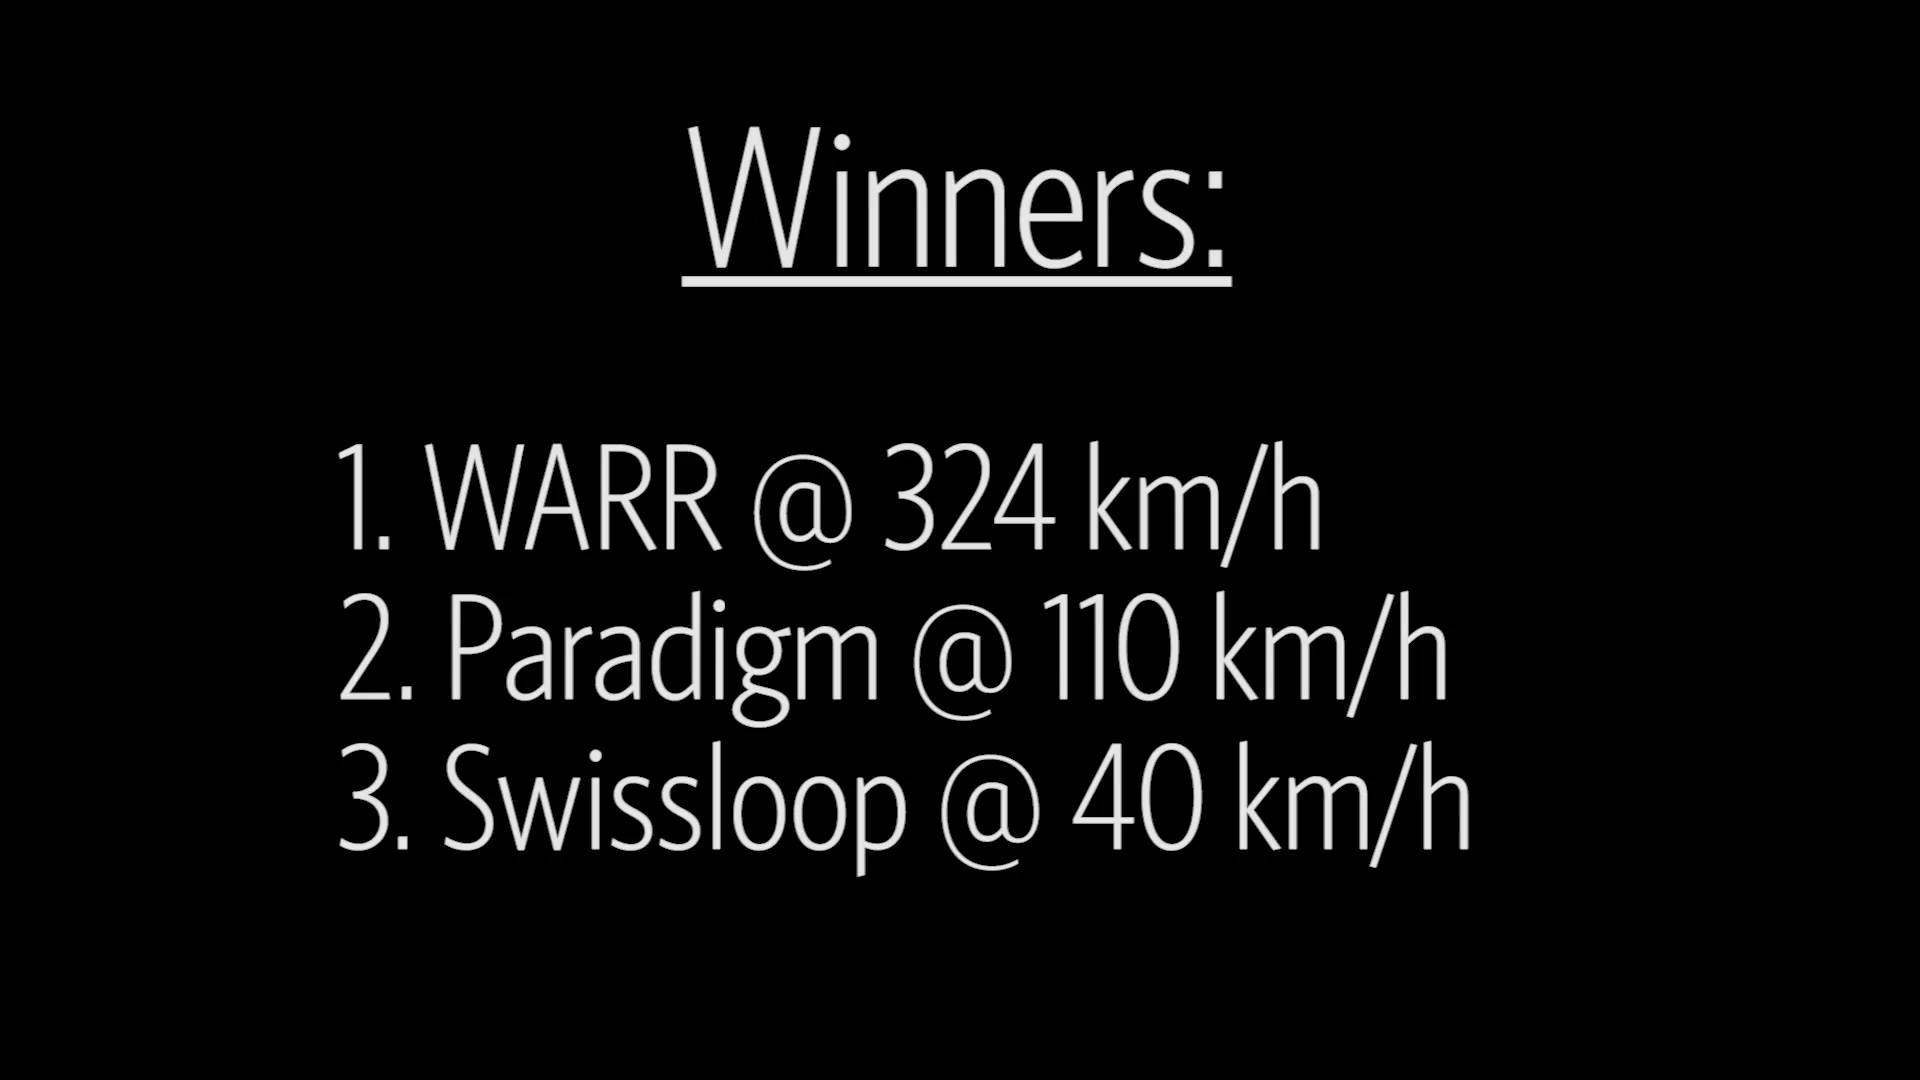 Winners:
1. WARR @ 324 km/h
2. Paradigm @ 110 km/h
3. Swissloop @ 40 km/h